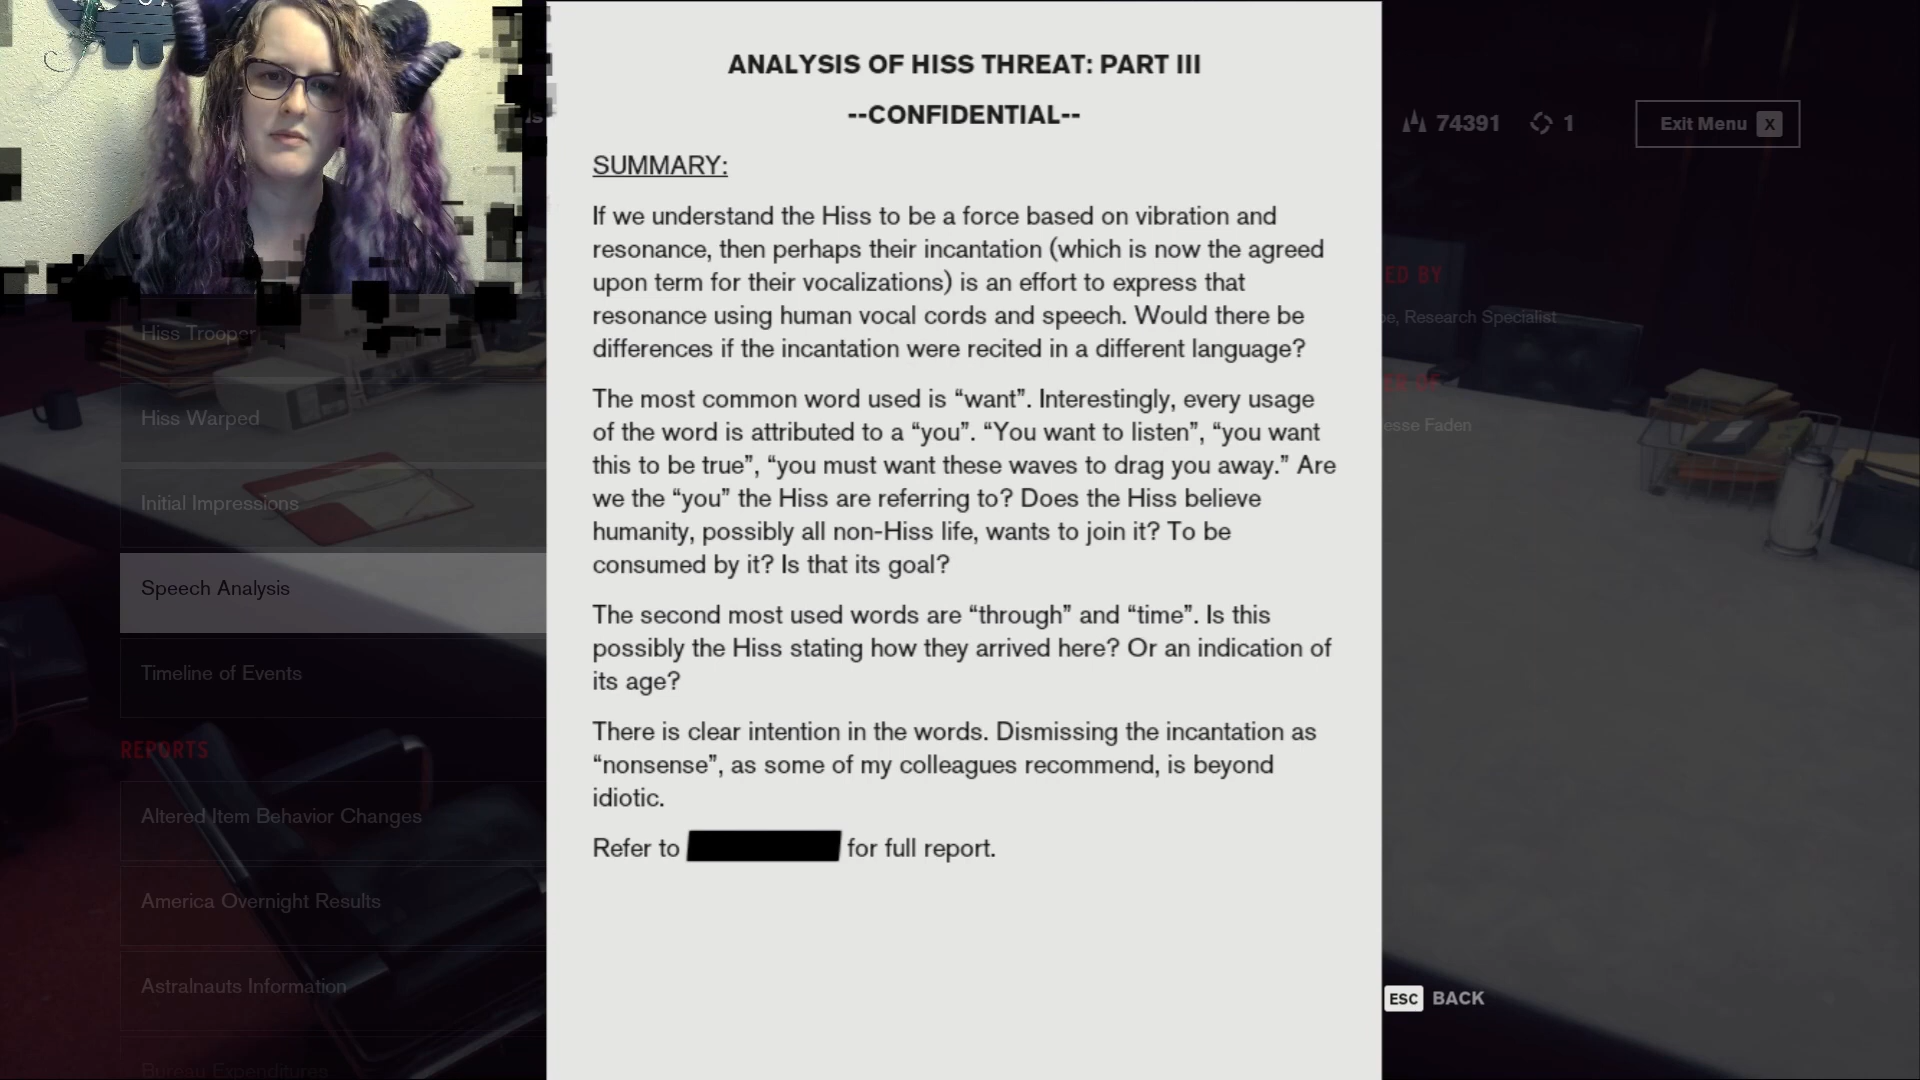 ANALYSIS OF HISS THREAT: PART III
--CONFIDENTIAL--
SUMMARY:
If we understand the Hiss to be a force based on vibration and
resonance, then perhaps their incantation (which is now the agreed
upon term for their vocalizations) is an effort to express that
resonance using human vocal cords and speech. Would there be
differences if the incantation were recited in a different language?
The most common word used is “want”. Interestingly, every usage
of the word is attributed to a “you”. “You want to listen”, “you want
this to be true”, “you must want these waves to drag you away.” Are
we the “you” the Hiss are referring to? Does the Hiss believe
humanity, possibly all non-Hiss life, wants to join it? To be
consumed by it? Is that its goal?
The second most used words are “through” and “time”. Is this
possibly the Hiss stating how they arrived here? Or an indication of
its age?
There is clear intention in the words. Dismissing the incantation as
“nonsense”, as some of my colleagues recommend, is beyond
idiotic.
Refer to for full report.
Hiss Trooper
Hiss Warped
Initial Impressions
Speech Analysis
Timeline of Events
REPORTS
Altered Item Behavior Changes
America Overnight Results
Astralnauts Information
Bureau Expenditures
74391
1
Exit Menu X
ED BY
Research Specialist
esse Faden
ESC BACK